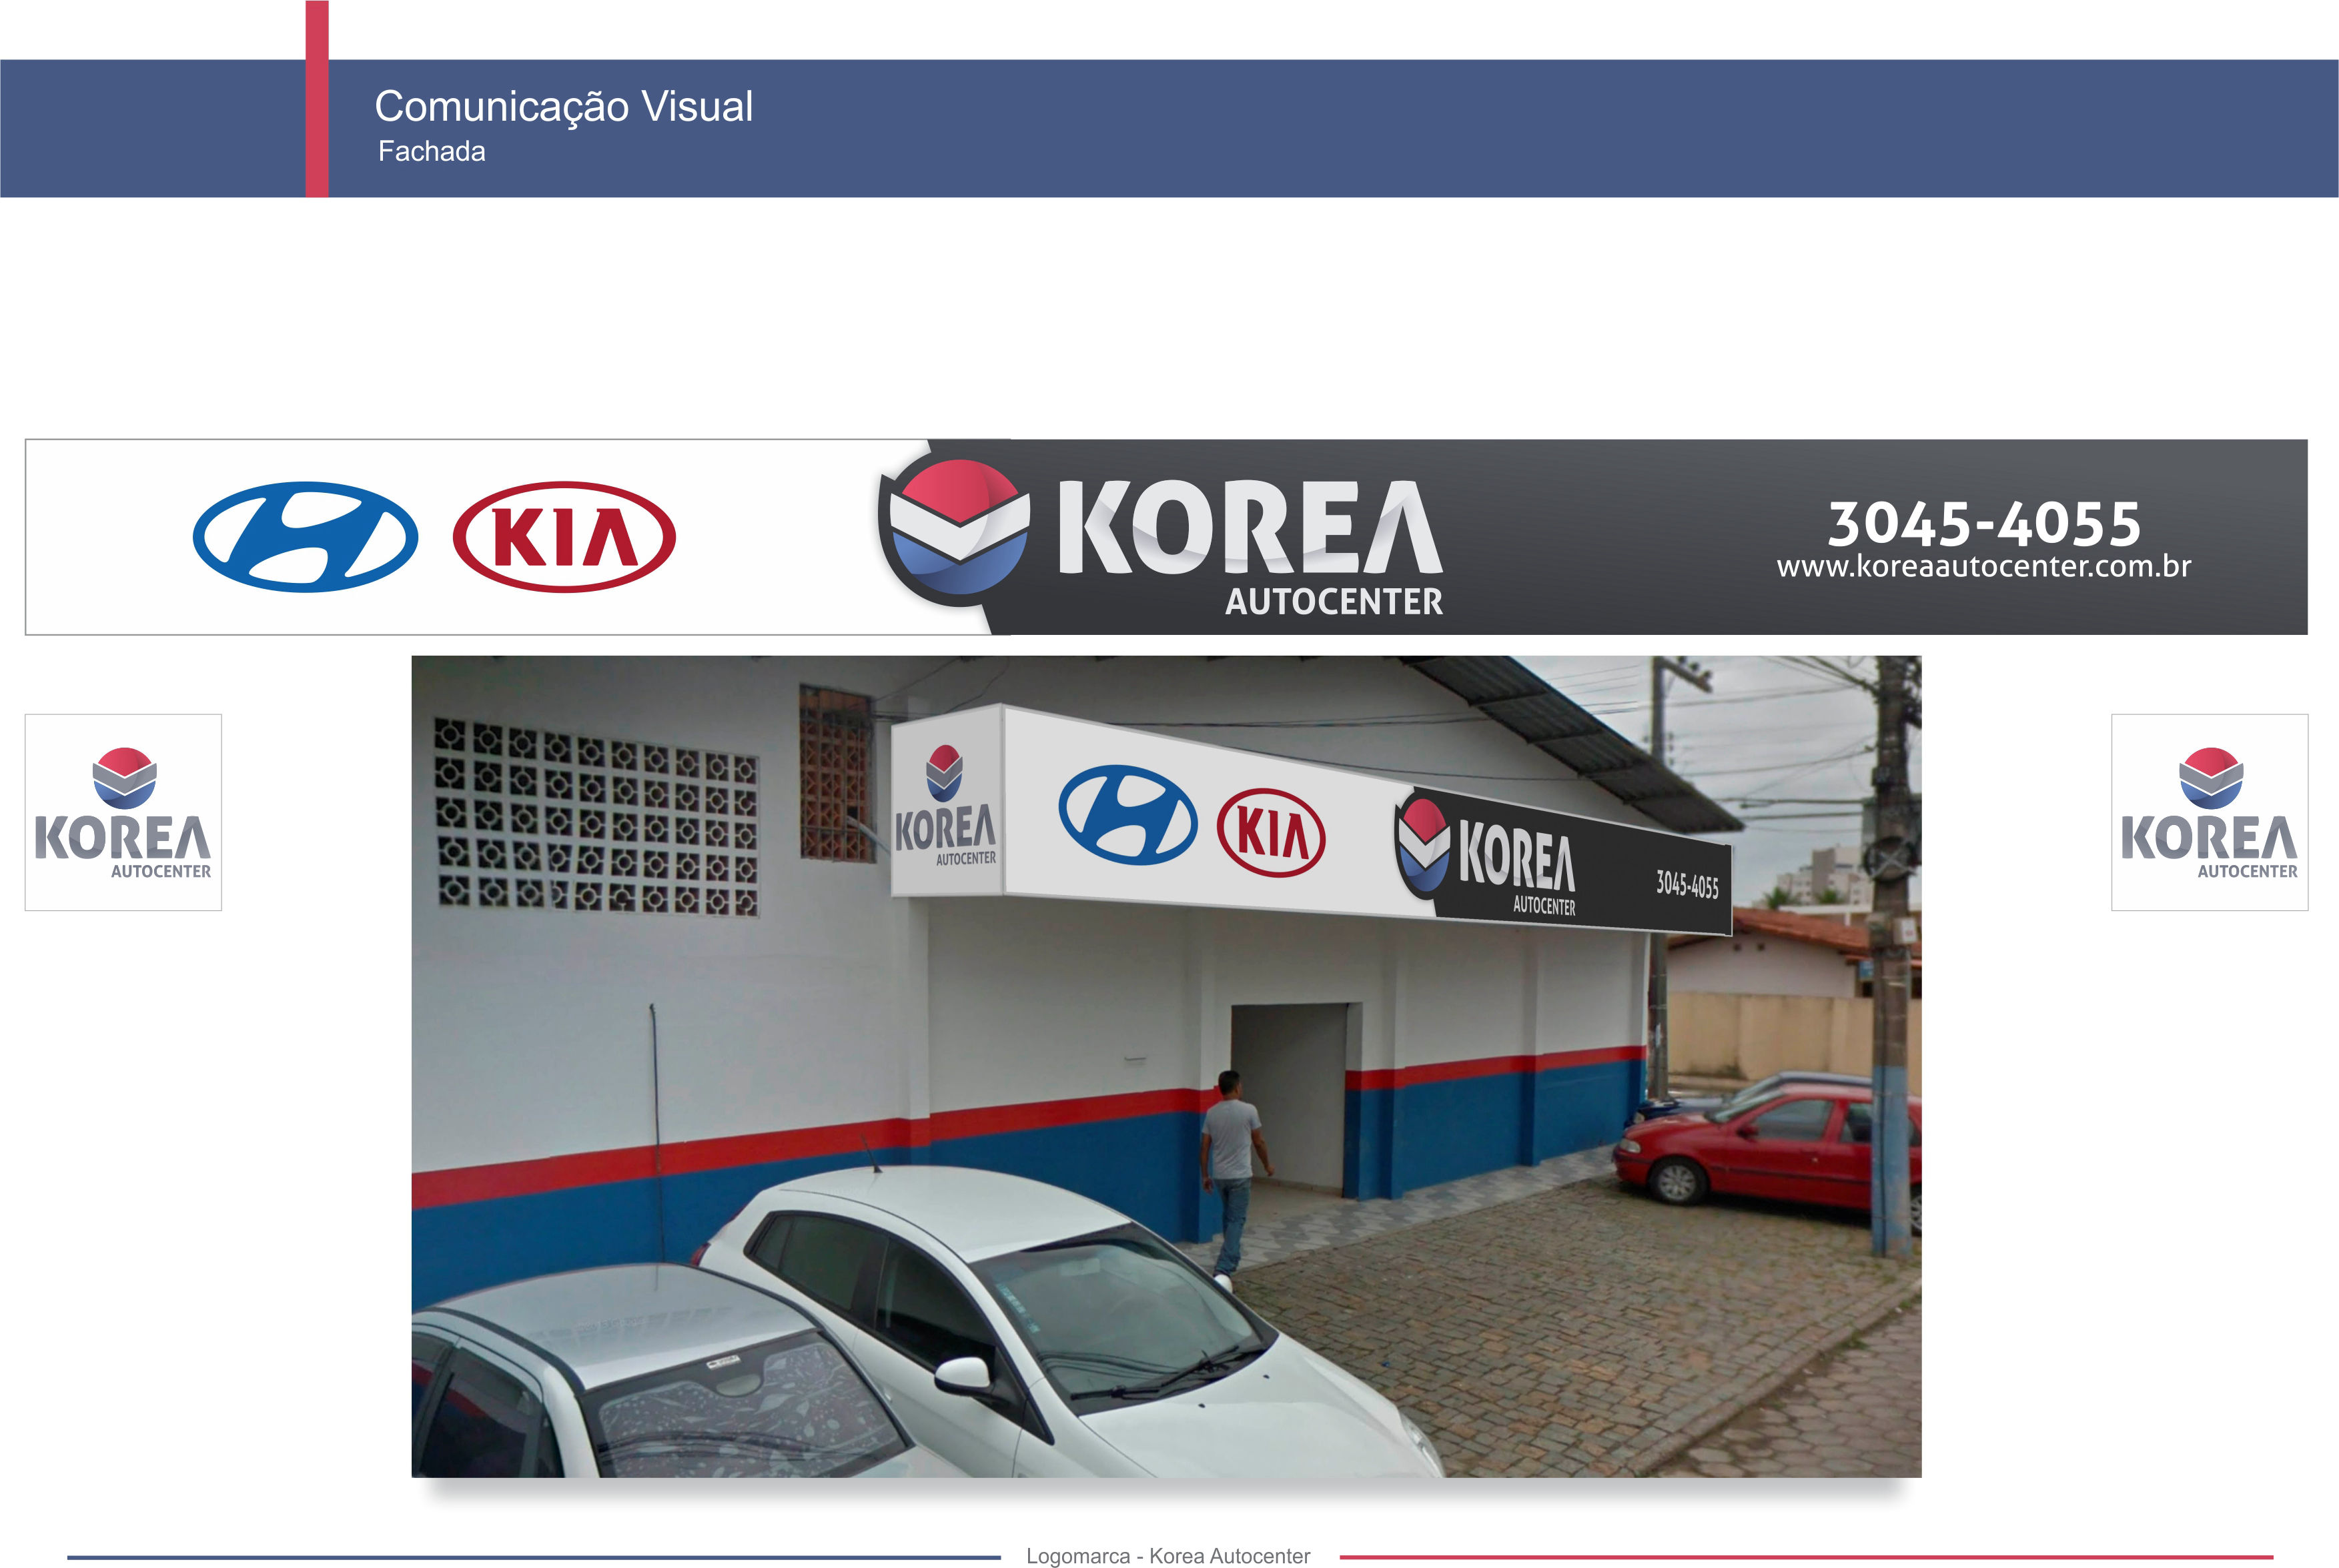 Comunicação Visual
Fachada
KIA
KOREA
AUTOCENTER
3045-4055
www.koreaautocenter.com.br
KOREA
AUTOCENTER
KOREA
AUTOCENTER
KIA
KOREA
AUTOCENTER
3045-4055
KOREA
AUTOCENTER
Logomarca - Korea Autocenter